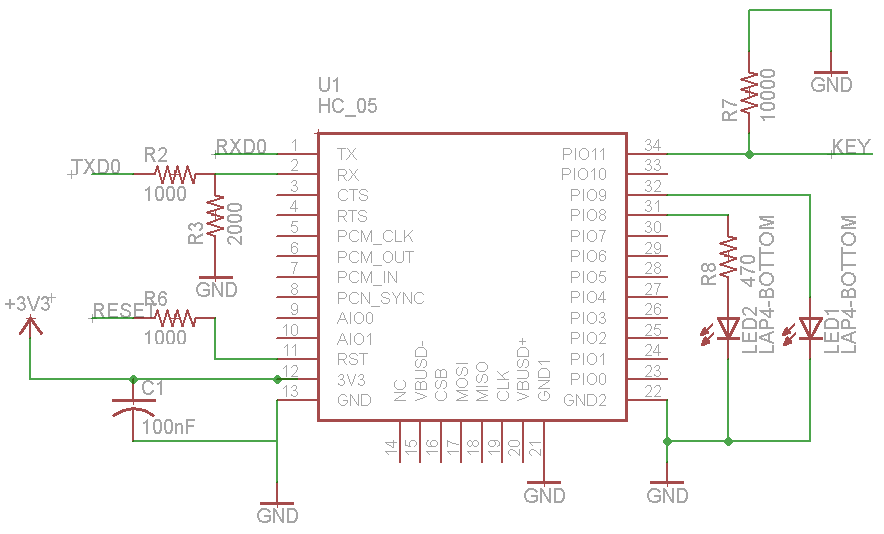 U1
HC_05
TXD0
R2
1000
RXD0
R3
2000
GND
+3V3
RESET
R6
1000
C1
100nF
GND
1 TX
2 RX
3 CTS
4 RTS
5 PCM_CLK
6 PCM_OUT
7 PCM_IN
8 PCN_SYNC
9 AIO0
10 AIO1
11 RST
12 3V3
13 GND
14 NC
15 VBUSD-
16 CSB
17 MOSI
18 MISO
19 CLK
20 VBUSD+
21 GND1
GND
PIO11 34
PIO10 33
PIO9 32
PIO8 31
PIO7 30
PIO6 29
PIO5 28
PIO4 27
PIO3 26
PIO2 25
PIO1 24
PIO0 23
GND2 22
GND
R7
10000
GND
KEY
R8
470
LED2
LAP4-BOTTOM
LED1
LAP4-BOTTOM